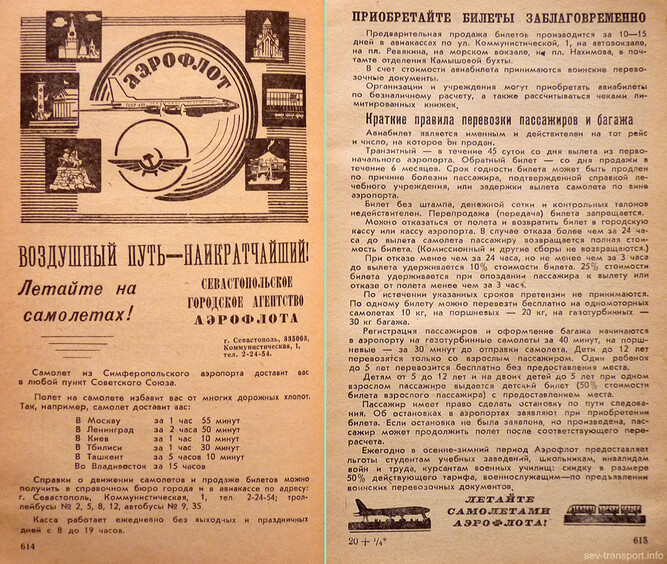 АЭРОФЛОТ
ВОЗДУШНЫЙ ПУТЬ—НАИКРАТЧАЙШИЙ!
Летайте на
самолетах!
СЕВАСТОПОЛЬСКОЕ
ГОРОДСКОЕ АГЕНТСТВО
АЭРОФЛОТА
г. Севастополь, 335003,
Коммунистическая, 1,
тел. 2-24-54.
Самолет из Симферопольского аэропорта доставит вас
в любой пункт Советского Союза.
Полет на самолете избавит вас от многих дорожных хлопот.
Так, например, самолет доставит вас:
В Москву за 1 час 55 минут
В Ленинград за 2 часа 50 минут
В Киев за 1 час 10 минут
В Тбилиси за 1 час 30 минут
В Ташкент за 5 часов 10 минут
Во Владивосток за 15 часов
Справки о движении самолетов и продаже билетов можно
получить в справочном бюро города и в авиакассе по адресу:
г. Севастополь, Коммунистическая, 1, тел. 2-24-54; трол-
лейбусы № 2, 5, 8, 12, автобусы № 9, 35.
Касса работает ежедневно без выходных и праздничных
дней с 8 до 19 часов.
614
ПРИОБРЕТАЙТЕ БИЛЕТЫ ЗАБЛАГОВРЕМЕННО
Предварительная продажа билетов производится за 10—15
дней в авиакассах по ул. Коммунистической, 1, на автовокзале,
на пл. Ревякина, на морском вокзале, на пл. Нахимова, в поч-
тамте отделения Камышовой бухты.
В счет стоимости авиабилета принимаются воинские перево-
зочные документы.
Организации и учреждения могут приобретать авиабилеты
по безналичному расчету, а также рассчитываться чеками ли-
митированных книжек.
Краткие правила перевозки пассажиров и багажа
Авиабилет является именным и действителен на тот рейс
и число, на которое он продан.
Транзитный — в течение 45 суток со дня вылета из перво-
начального аэропорта. Обратный билет — со дня продажи в
течение 6 месяцев. Срок годности билета может быть продлен
по причине болезни пассажира, подтвержденной справкой ле-
чебного учреждения, или задержки вылета самолета по вине
аэропорта.
Билет без штампа, денежной сетки и контрольных талонов
недействителен. Перепродажа (передача) билета запрещается.
Можно отказаться от полета и возвратить билет в городскую
кассу или кассу аэропорта. В случае отказа более чем за 24 часа
до вылета самолета пассажиру возвращается полная стои-
мость билета. (Комиссионный и другие сборы не возвращаются.)
При отказе менее чем за 24 часа, но не менее чем за 3 часа
до вылета удерживается 10% стоимости билета. 25% стоимости
билета удерживается при опоздании пассажира к вылету или
отказе от полета менее чем за 3 часа.
По истечении указанных сроков претензии не принимаются.
По одному билету можно перевезти бесплатно на одномоторных
самолетах 10 кг, на поршневых — 20 кг, на газотурбинных —
30 кг багажа.
Регистрация пассажиров и оформление багажа начинаются
в аэропорту на газотурбинные самолеты за 40 минут, на порш-
невые — за 30 минут до отправки самолета. Дети до 12 лет
перевозятся только со взрослым пассажиром. Один ребенок
до 5 лет перевозится бесплатно без предоставления места.
Детям от 5 до 12 лет и на двоих детей до 5 лет при одном
взрослом пассажире выдается детский билет (50% стоимости
билета взрослого пассажира) с предоставлением места.
Пассажир имеет право сделать остановку по пути следова-
ния. Об остановках в аэропортах заявляют при приобретении
билета. Если остановка не была заявлена, но произведена, пас-
сажир может продолжить полет после соответствующего пере-
расчета.
Ежегодно в осенне-зимний период Аэрофлот предоставляет
льготы студентам учебных заведений, школьникам, инвалидам
войн и труда, курсантам военных училищ: скидку в размере
50% действующего тарифа, военнослужащим—по предъявлении
воинских перевозочных документов.
ЛЕТАЙТЕ
САМОЛЕТАМИ
АЭРОФЛОТА!
20 + ¼*
615
sev-transport.info